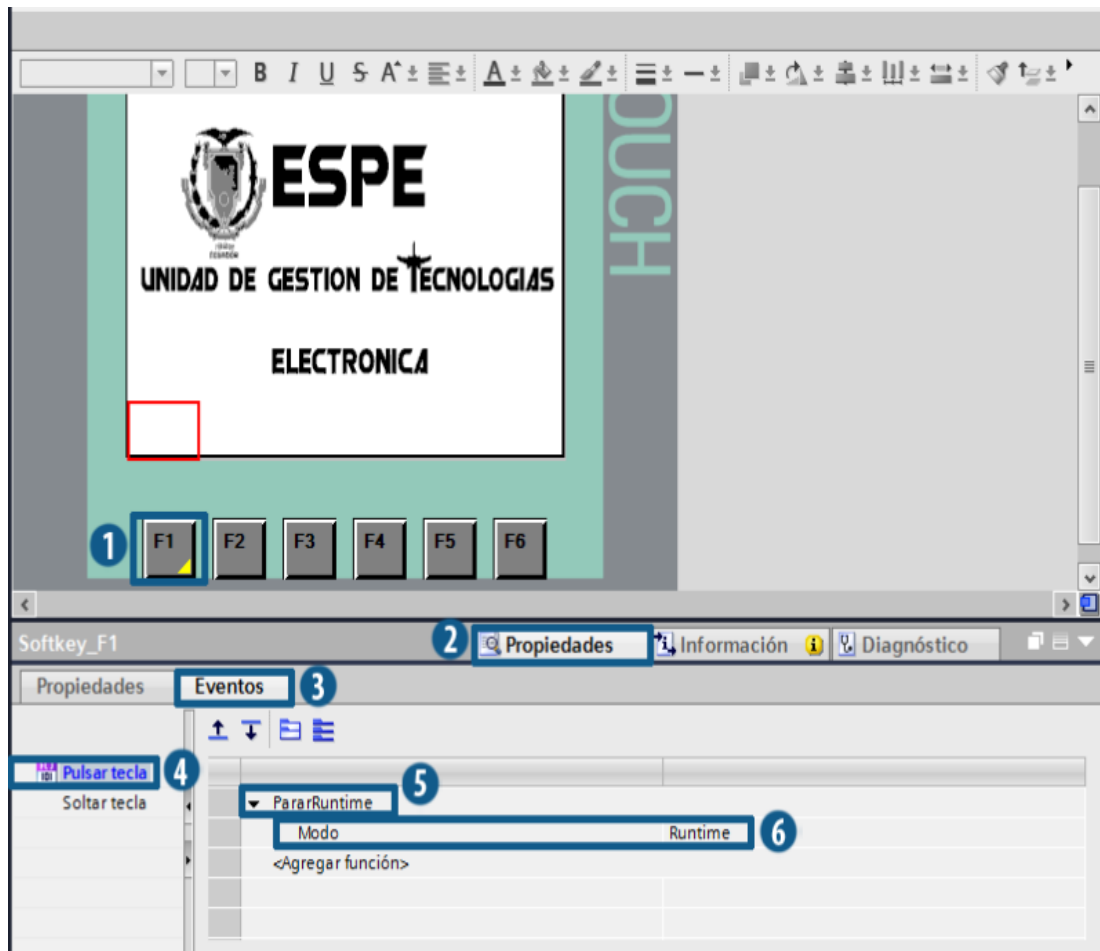 B I U S A
ESPE
ECUADOR
UNIDAD DE GESTION DE TECNOLOGIAS
ELECTRONICA
OUCH
1
F1 F2 F3 F4 F5 F6
Softkey_F1
2 Propiedades Información Diagnóstico
Propiedades Eventos 3
Pulsar tecla 4
Soltar tecla
PararRuntime 5
Modo Runtime 6
<Agregar función>